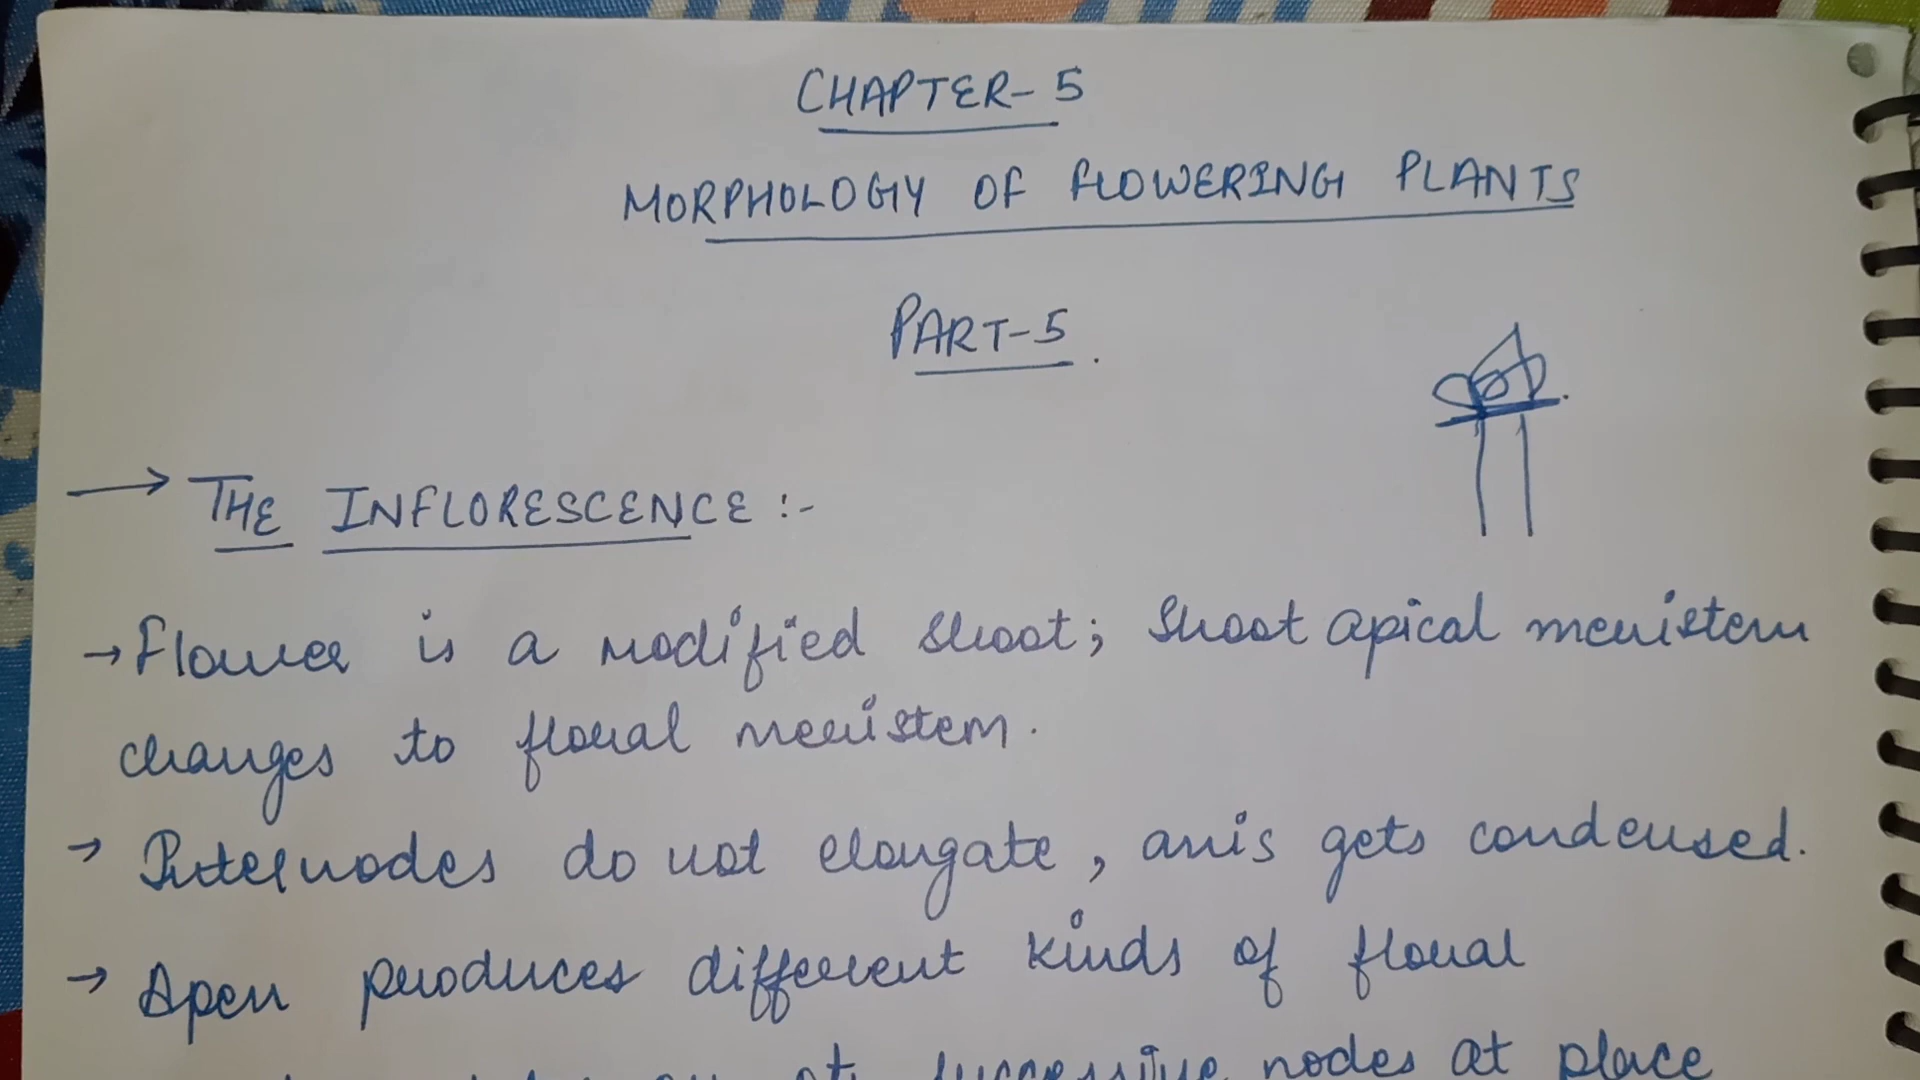 CHAPTER-5
MORPHOLOGY OF FLOWERING PLANTS
PART-5.
→ THE INFLORESCENCE :-
→ Flower is a modified shoot; Shoot apical meristem
changes to floral meristem.
→ Internodes do not elongate, axis gets condensed.
→ Apex produces different kinds of floral
at successive nodes at place